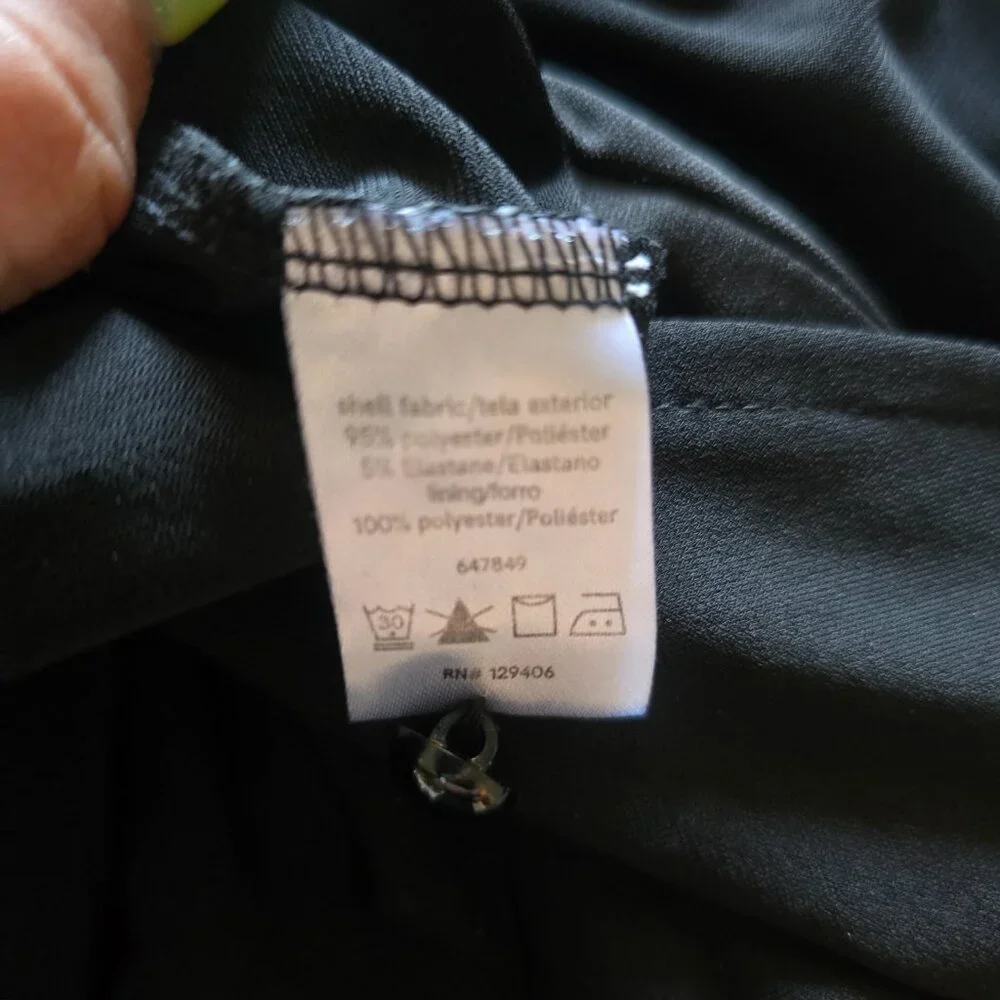 shell fabric/tela exterior
95% polyester/Poliéster
5% Elastane/Elastano
lining/forro
100% polyester/Poliéster
647849
30
RN# 129406